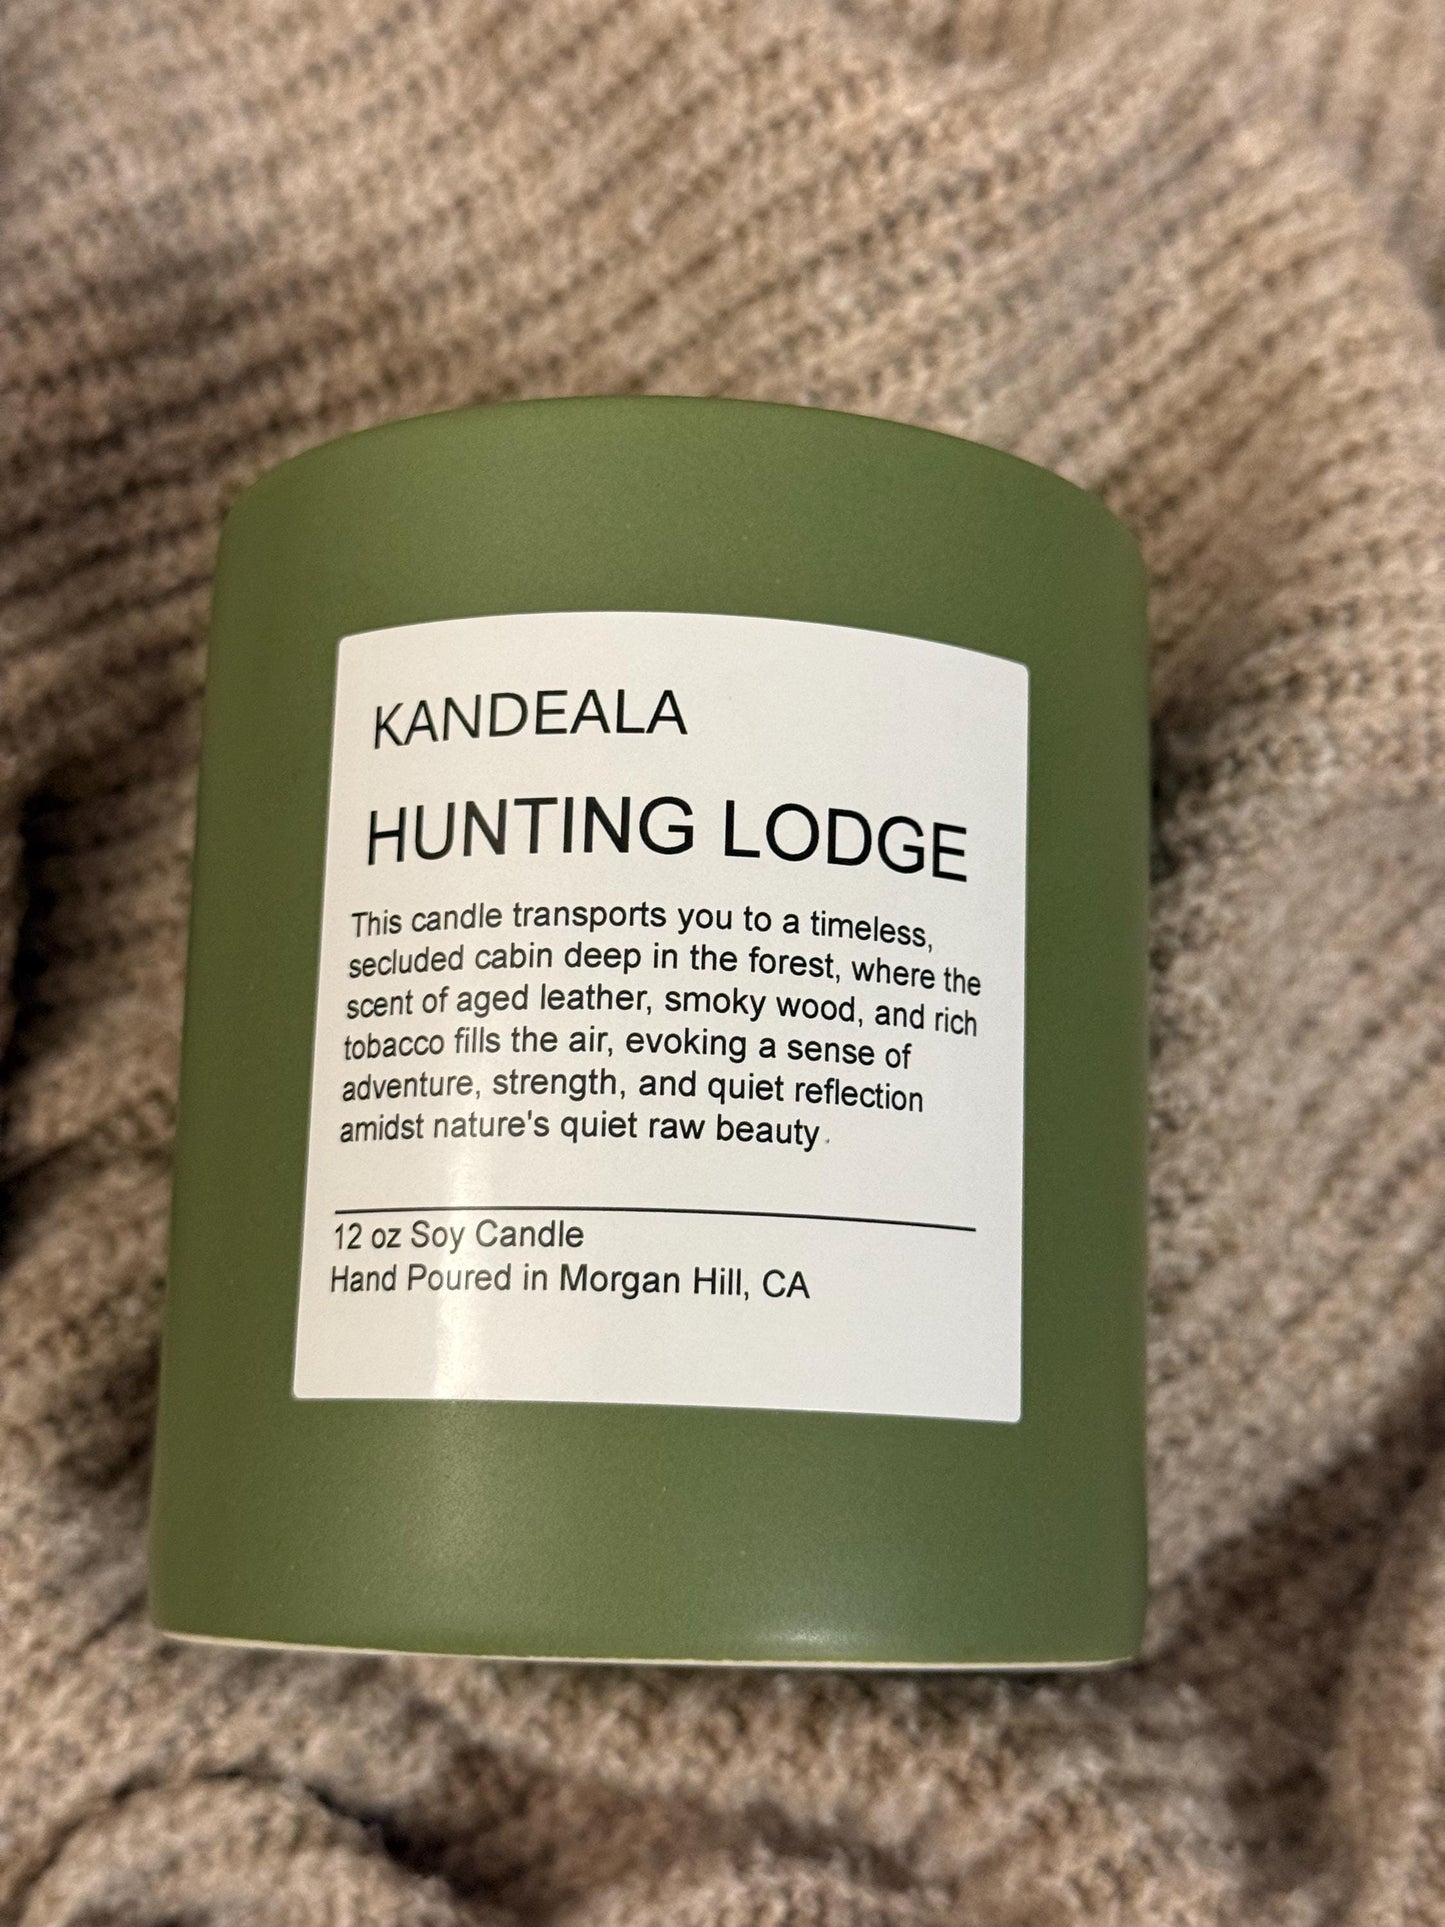 KANDEALA
HUNTING LODGE
This candle transports you to a timeless,
secluded cabin deep in the forest, where the
scent of aged leather, smoky wood, and rich
tobacco fills the air, evoking a sense of
adventure, strength, and quiet reflection
amidst nature's quiet raw beauty.
12 oz Soy Candle
Hand Poured in Morgan Hill, CA